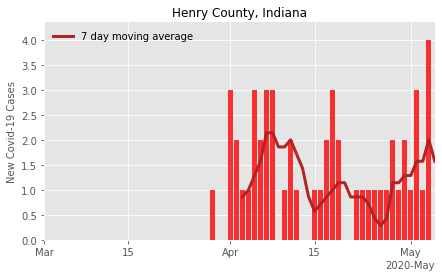 Henry County, Indiana
7 day moving average
New Covid-19 Cases
4.0
3.5
3.0
2.5
2.0
1.5
1.0
0.5
0.0
Mar 15 Apr 15 May
2020-May